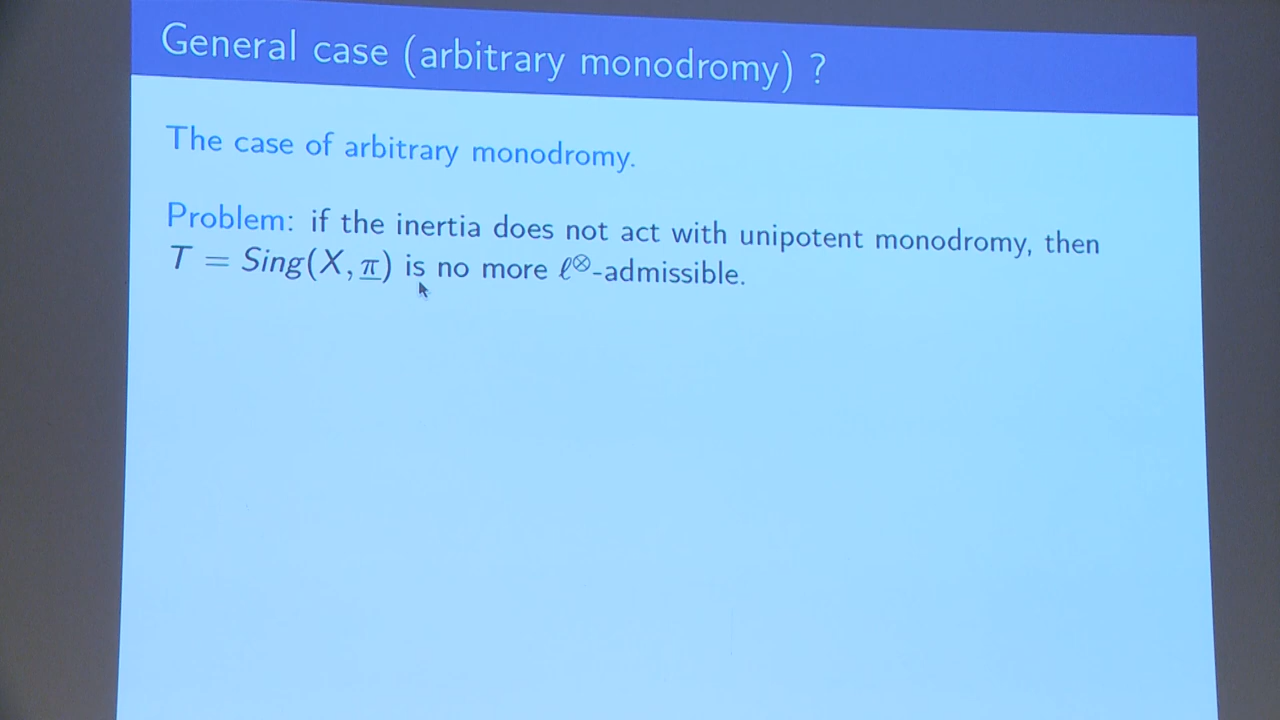 General case (arbitrary monodromy) ?
The case of arbitrary monodromy.
Problem: if the inertia does not act with unipotent monodromy, then
T = Sing(X, π) is no more ℓ⊗-admissible.